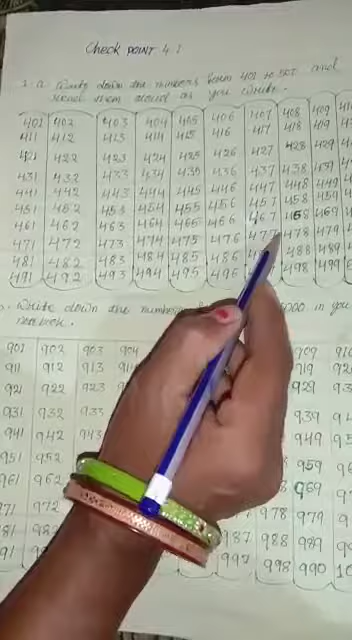 Check POINT 4.1
1. a. Write down the numbers from 401 to 500 and
read them aloud as you write.
401 402 403 404 405 406 407 408 409
411 412 413 414 415 416 417 418 419
421 422 423 424 425 426 427 428 429
431 432 433 434 435 436 437 438 439
441 442 443 444 445 446 447 448 449
451 452 453 454 455 456 457 458 459
461 462 463 464 465 466 467 468 469
471 472 473 474 475 476 477 478 479
481 482 483 484 485 486 488 489
491 492 493 494 495 496 498 499
Write down the numbers 1000 in you
notebook.
901 902 903 904 909 910
911 912 913 919
921 922 923 929
931 932 933 939
941 942 943 949
951 952 959
961 962 969
971 972 978 979
987 988 989
997 998 990